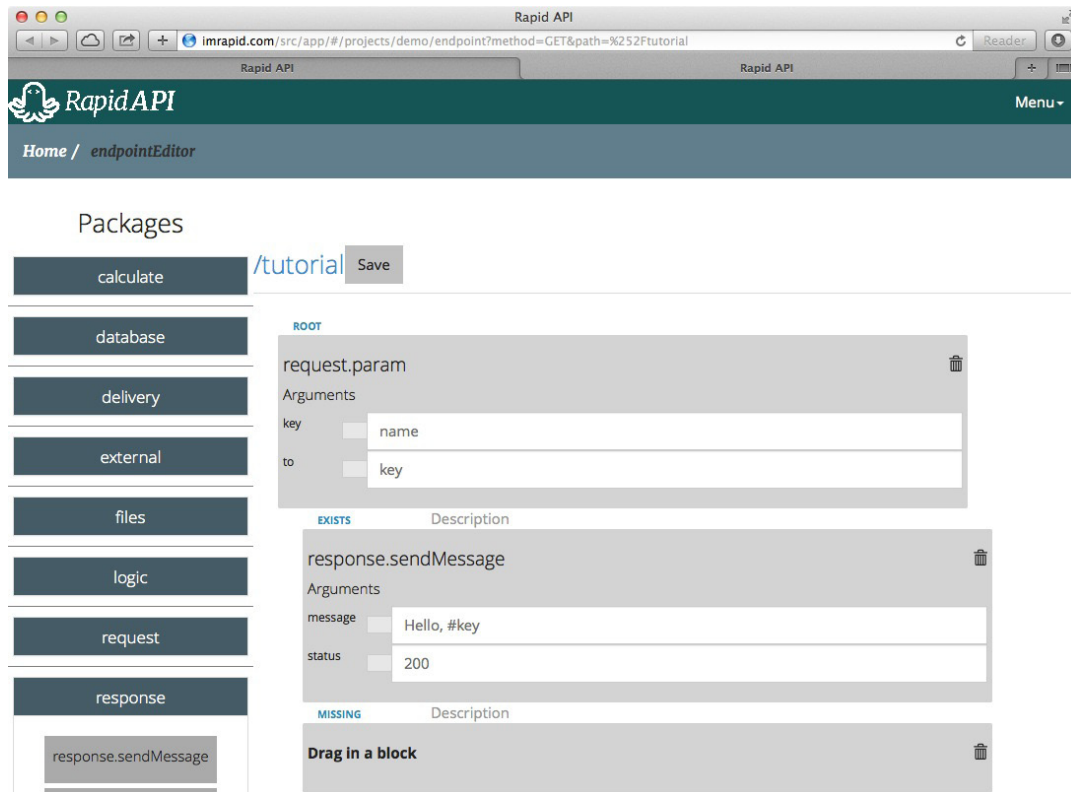 Rapid API
imrapid.com/src/app/#/projects/demo/endpoint?method=GET&path=%252Ftutorial
Reader
Rapid API
Rapid API
RapidAPI
Menu
Home / endpointEditor
Packages
/tutorial Save
calculate
database
delivery
external
files
logic
request
response
response.sendMessage
ROOT
request.param
Arguments
key name
to key
EXISTS Description
response.sendMessage
Arguments
message Hello, #key
status 200
MISSING Description
Drag in a block